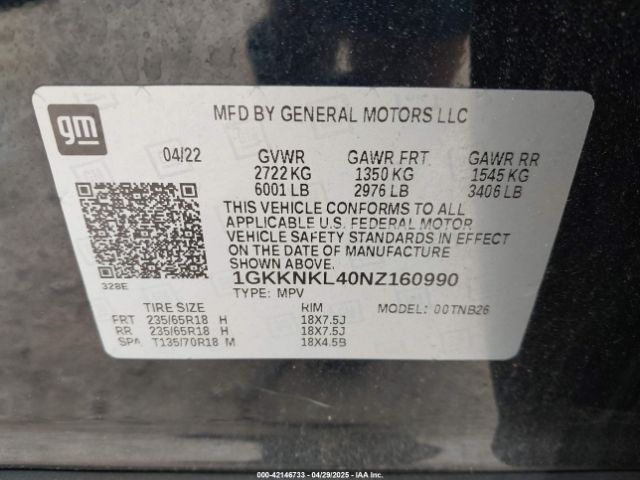 gm
MFD BY GENERAL MOTORS LLC
04/22 GVWR GAWR FRT. GAWR RR
2722 KG 1350 KG 1545 KG
6001 LB 2976 LB 3406 LB
THIS VEHICLE CONFORMS TO ALL
APPLICABLE U.S. FEDERAL MOTOR
VEHICLE SAFETY STANDARDS IN EFFECT
ON THE DATE OF MANUFACTURE
SHOWN ABOVE.
328E
1GKKNKL40NZ160990
TYPE: MPV
TIRE SIZE RIM MODEL: 00TNB26
FRT 235/65R18 H 18X7.5J
RR 235/65R18 H 18X7.5J
SPA T135/70R18 M 18X4.5B
000-42146733 - 04/29/2025 - IAA INC.